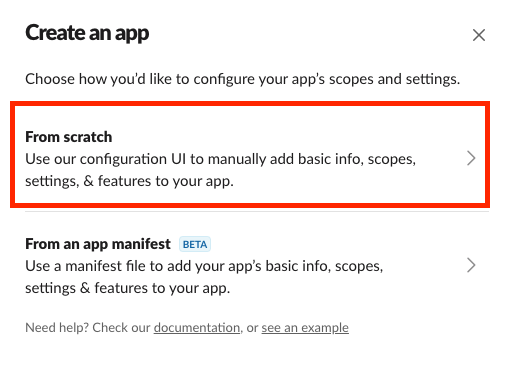 Create an app
Choose how you'd like to configure your app's scopes and settings.
From scratch
Use our configuration UI to manually add basic info, scopes,
settings, & features to your app.
From an app manifest BETA
Use a manifest file to add your app's basic info, scopes,
settings & features to your app.
Need help? Check our documentation, or see an example